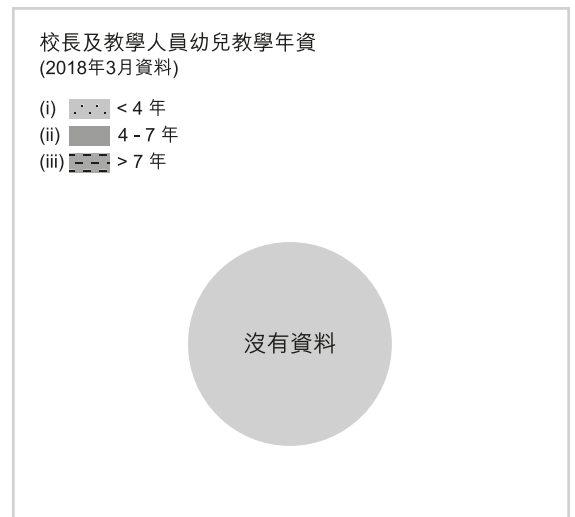 校長及教學人員幼兒教學年資
(2018年3月資料)
(i) < 4 年
(ii) 4 - 7 年
(iii) > 7 年
沒有資料